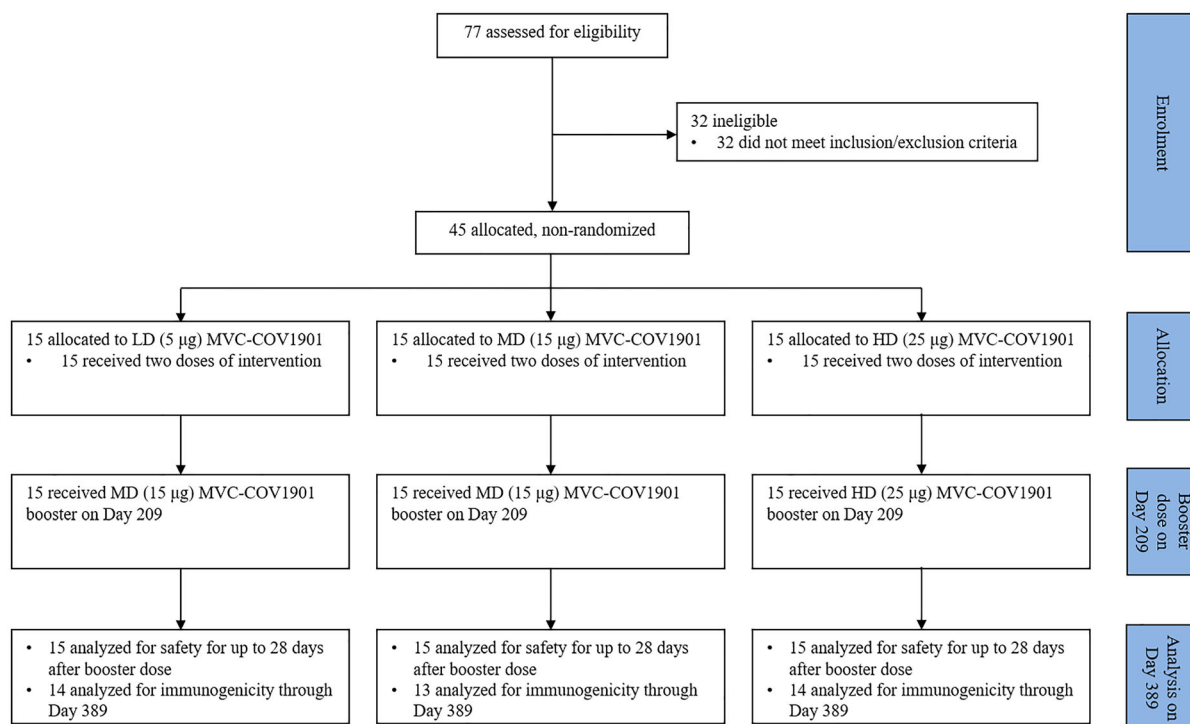 77 assessed for eligibility
32 ineligible
• 32 did not meet inclusion/exclusion criteria
45 allocated, non-randomized
Enrolment
15 allocated to LD (5 μg) MVC-COV1901
• 15 received two doses of intervention
15 allocated to MD (15 μg) MVC-COV1901
• 15 received two doses of intervention
15 allocated to HD (25 μg) MVC-COV1901
• 15 received two doses of intervention
Allocation
15 received MD (15 μg) MVC-COV1901
booster on Day 209
15 received MD (15 μg) MVC-COV1901
booster on Day 209
15 received HD (25 μg) MVC-COV1901
booster on Day 209
Booster
dose on
Day 209
• 15 analyzed for safety for up to 28 days
after booster dose
• 14 analyzed for immunogenicity through
Day 389
• 15 analyzed for safety for up to 28 days
after booster dose
• 13 analyzed for immunogenicity through
Day 389
• 15 analyzed for safety for up to 28 days
after booster dose
• 14 analyzed for immunogenicity through
Day 389
Analysis on
Day 389